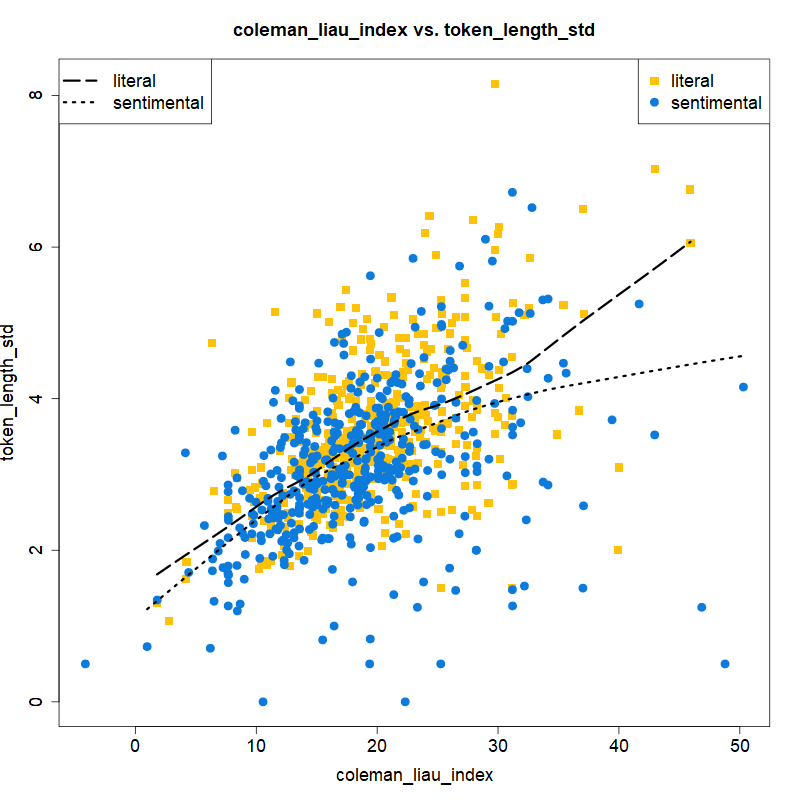 coleman_liau_index vs. token_length_std
literal
sentimental
literal
sentimental
token_length_std
8
6
4
2
0
0 10 20 30 40 50
coleman_liau_index